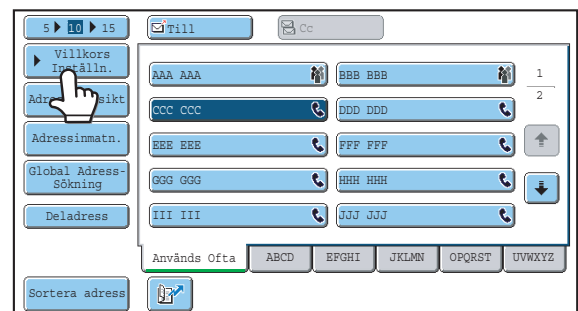 5 10 15
Till
Cc
Villkors
Inställn.
AAA AAA
BBB BBB
1
2
CCC CCC
DDD DDD
Adressinmatn.
EEE EEE
FFF FFF
Global Adress-
Sökning
GGG GGG
HHH HHH
Deladress
III III
JJJ JJJ
Används Ofta
ABCD
EFGHI
JKLMN
OPQRST
UVWXYZ
Sortera adress